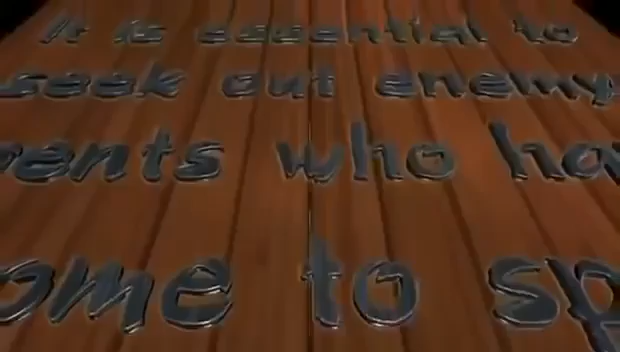 It is essential to
seek out enemy
ents who ha
ome to sp